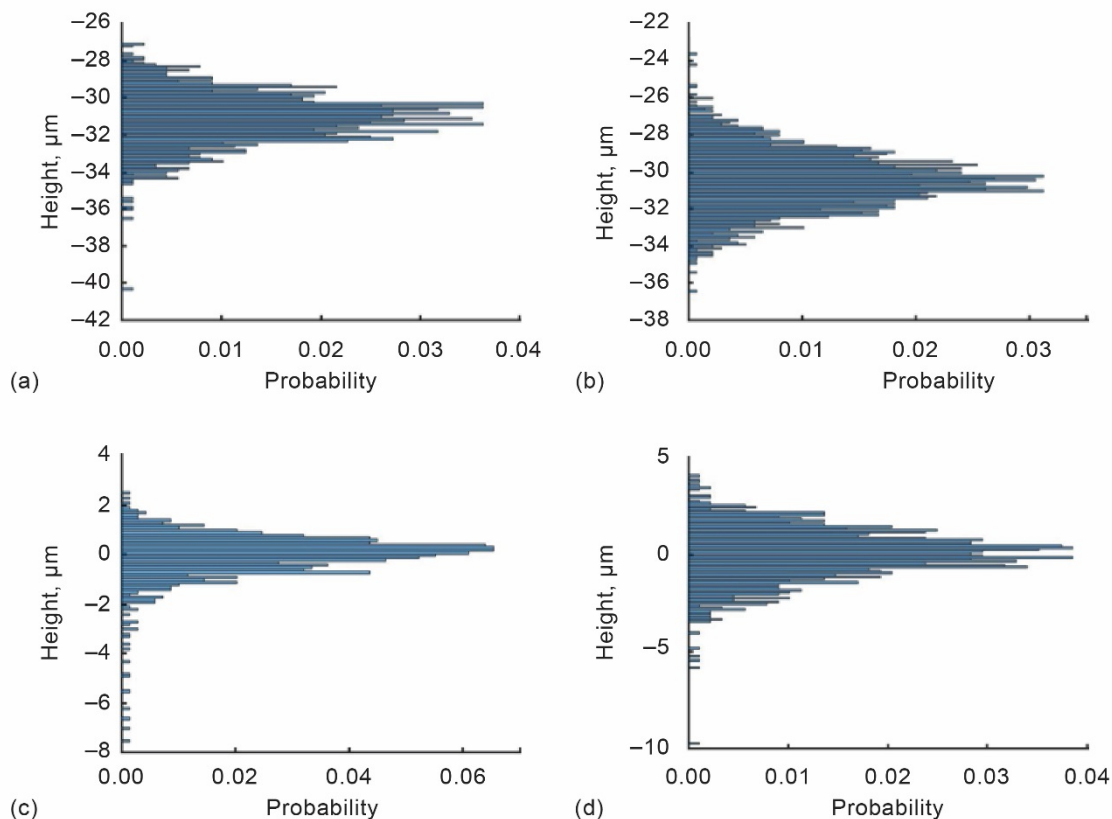 Height, µm
−26
−28
−30
−32
−34
−36
−38
−40
−42
0.00 0.01 0.02 0.03 0.04
Probability
(a)
Height, µm
−22
−24
−26
−28
−30
−32
−34
−36
−38
0.00 0.01 0.02 0.03
Probability
(b)
Height, µm
4
2
0
−2
−4
−6
−8
0.00 0.02 0.04 0.06
Probability
(c)
Height, µm
5
0
−5
−10
0.00 0.01 0.02 0.03 0.04
Probability
(d)